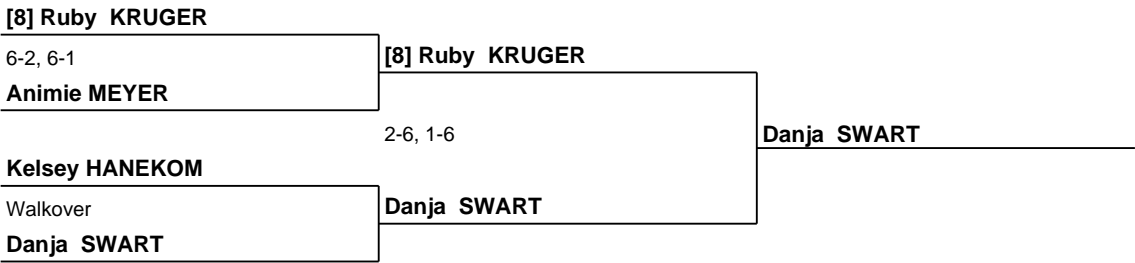 [8] Ruby KRUGER
6-2, 6-1
[8] Ruby KRUGER
Animie MEYER
2-6, 1-6
Danja SWART
Kelsey HANEKOM
Walkover
Danja SWART
Danja SWART